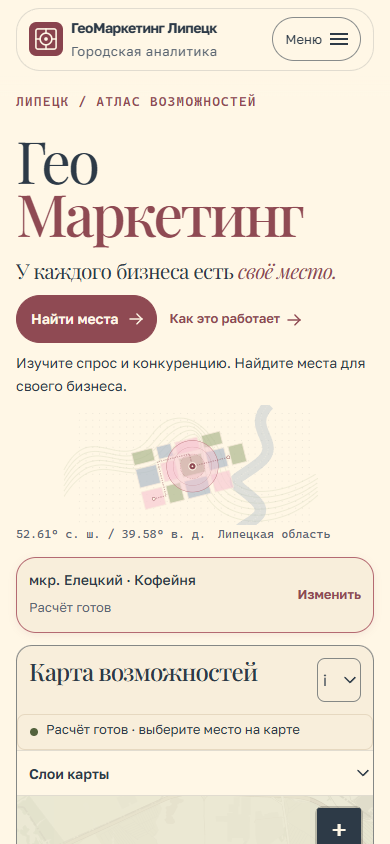 ГеоМаркетинг Липецк
Городская аналитика
Меню
ЛИПЕЦК / АТЛАС ВОЗМОЖНОСТЕЙ
Гео
Маркетинг
У каждого бизнеса есть своё место.
Найти места →
Как это работает →
Изучите спрос и конкуренцию. Найдите места для
своего бизнеса.
52.61° с. ш. / 39.58° в. д. Липецкая область
мкр. Елецкий · Кофейня
Расчёт готов
Изменить
Карта возможностей
i
Расчёт готов · выберите место на карте
Слои карты
+